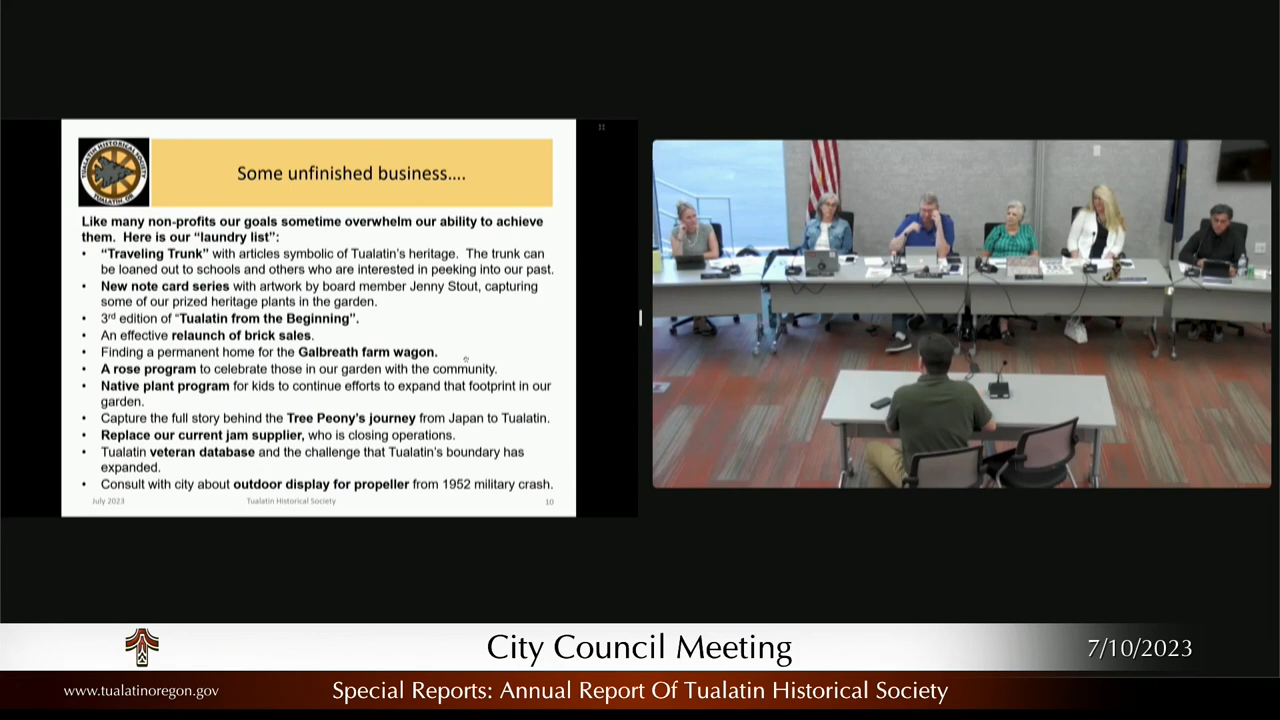 TUALATIN HISTORICAL SOCIETY
TUALATIN, OR
Some unfinished business....
Like many non-profits our goals sometime overwhelm our ability to achieve
them. Here is our “laundry list”:
• “Traveling Trunk” with articles symbolic of Tualatin’s heritage. The trunk can
be loaned out to schools and others who are interested in peeking into our past.
• New note card series with artwork by board member Jenny Stout, capturing
some of our prized heritage plants in the garden.
• 3rd edition of “Tualatin from the Beginning”.
• An effective relaunch of brick sales.
• Finding a permanent home for the Galbreath farm wagon.
• A rose program to celebrate those in our garden with the community.
• Native plant program for kids to continue efforts to expand that footprint in our
garden.
• Capture the full story behind the Tree Peony’s journey from Japan to Tualatin.
• Replace our current jam supplier, who is closing operations.
• Tualatin veteran database and the challenge that Tualatin’s boundary has
expanded.
• Consult with city about outdoor display for propeller from 1952 military crash.
July 2023 Tualatin Historical Society 10
City Council Meeting
7/10/2023
www.tualatinoregon.gov
Special Reports: Annual Report Of Tualatin Historical Society